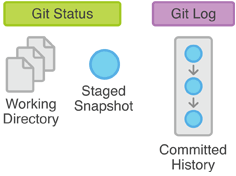 Git Status
Git Log
Working
Directory
Staged
Snapshot
Committed
History